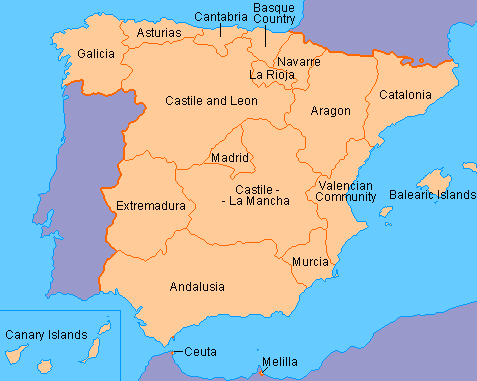 Basque
Country
Cantabria
Asturias
Galicia
Navarre
La Rioja
Catalonia
Castile and Leon
Aragon
Madrid
Castile -
- La Mancha
Valencian
Community
Balearic Islands
Extremadura
Murcia
Andalusia
Canary Islands
Ceuta
Melilla